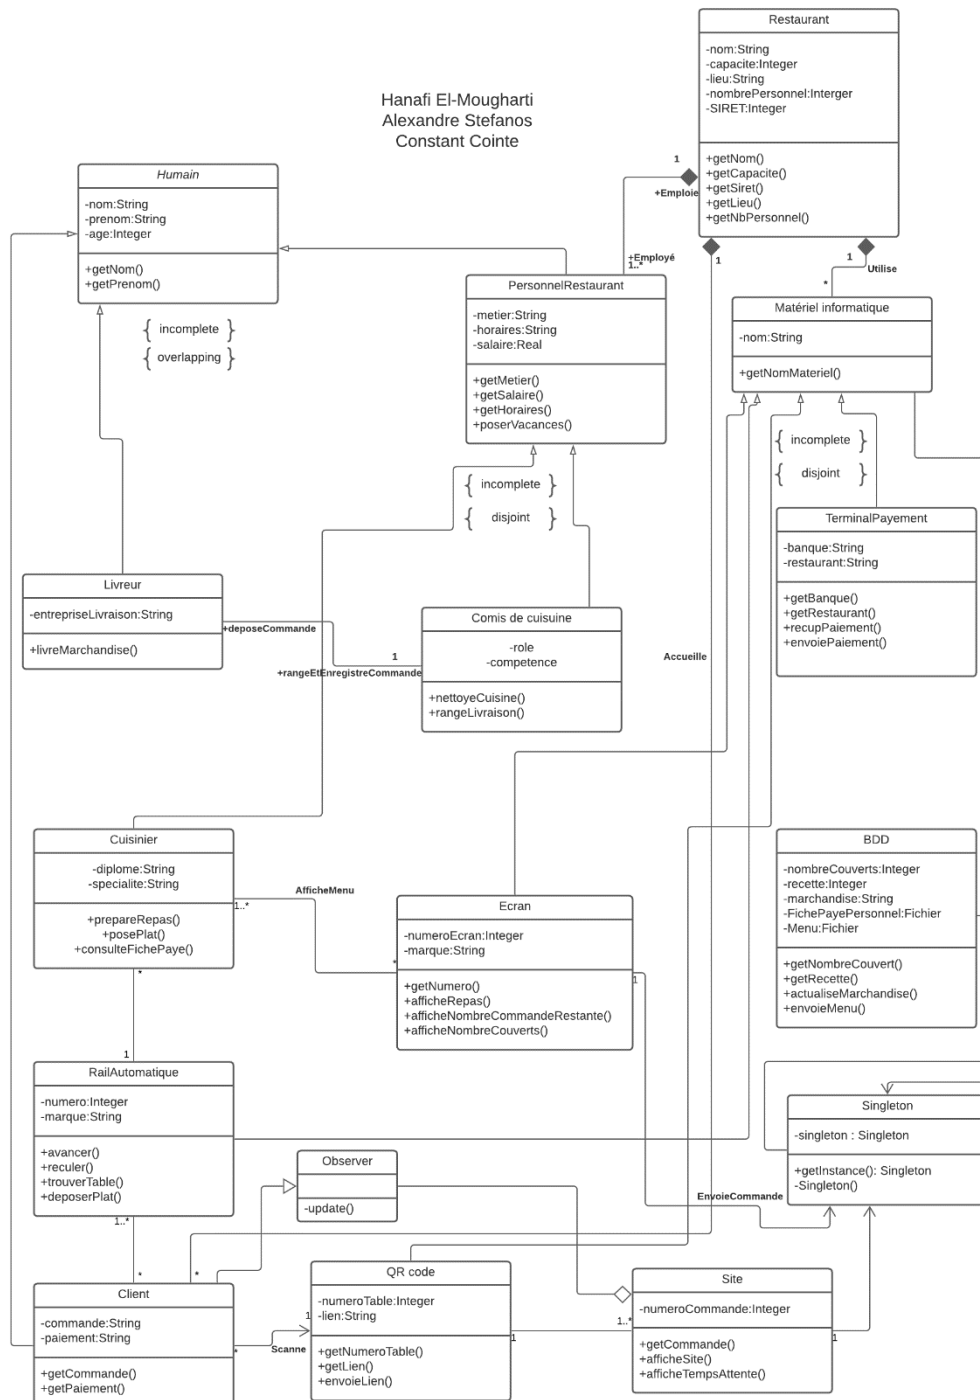 Restaurant
-nom:String
-capacite:Integer
-lieu:String
-nombrePersonnel:Interger
-SIRET:Integer
+getNom()
+getCapacite()
+getSiret()
+getLieu()
+getNbPersonnel()
Hanafi El-Mougharti
Alexandre Stefanos
Constant Cointe
1
+Emploie
+Employé
1..*
1
1
Utilise
*
Humain
-nom:String
-prenom:String
-age:Integer
+getNom()
+getPrenom()
{ incomplete }
{ overlapping }
PersonnelRestaurant
-metier:String
-horaires:String
-salaire:Real
+getMetier()
+getSalaire()
+getHoraires()
+poserVacances()
{ incomplete }
{ disjoint }
Matériel informatique
-nom:String
+getNomMateriel()
{ incomplete }
{ disjoint }
TerminalPayement
-banque:String
-restaurant:String
+getBanque()
+getRestaurant()
+recupPaiement()
+envoiePaiement()
Livreur
-entrepriseLivraison:String
+livreMarchandise()
+deposeCommande
1
+rangeEtEnregistreCommande
Comis de cuisuine
-role
-competence
+nettoyeCuisine()
+rangeLivraison()
Accueille
Cuisinier
-diplome:String
-specialite:String
+prepareRepas()
+posePlat()
+consulteFichePaye()
AfficheMenu
1..*
*
Ecran
-numeroEcran:Integer
-marque:String
+getNumero()
+afficheRepas()
+afficheNombreCommandeRestante()
+afficheNombreCouverts()
1
BDD
-nombreCouverts:Integer
-recette:Integer
-marchandise:String
-FichePayePersonnel:Fichier
-Menu:Fichier
+getNombreCouvert()
+getRecette()
+actualiseMarchandise()
+envoieMenu()
*
1
RailAutomatique
-numero:Integer
-marque:String
+avancer()
+reculer()
+trouverTable()
+deposerPlat()
1..*
*
*
Observer
-update()
EnvoieCommande
Singleton
-singleton : Singleton
+getInstance(): Singleton
-Singleton()
Client
-commande:String
-paiement:String
+getCommande()
+getPaiement()
1
*
Scanne
QR code
-numeroTable:Integer
-lien:String
+getNumeroTable()
+getLien()
+envoieLien()
1
1..*
Site
-numeroCommande:Integer
+getCommande()
+afficheSite()
+afficheTempsAttente()
1